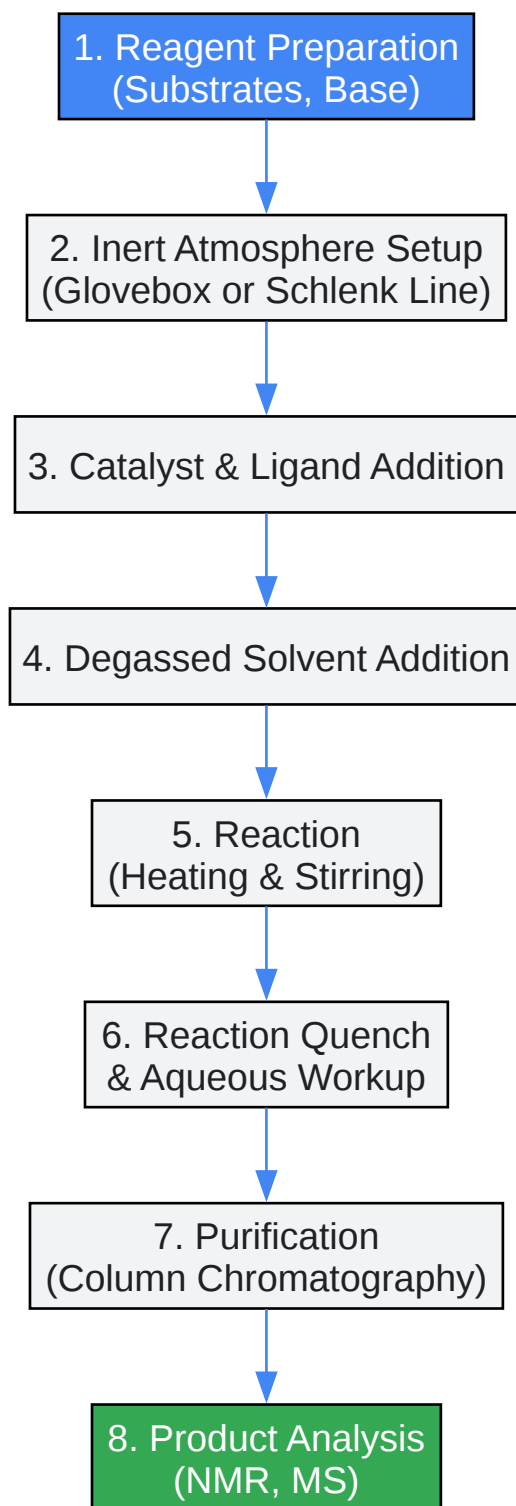 1. Reagent Preparation
(Substrates, Base)
2. Inert Atmosphere Setup
(Glovebox or Schlenk Line)
3. Catalyst & Ligand Addition
4. Degassed Solvent Addition
5. Reaction
(Heating & Stirring)
6. Reaction Quench
& Aqueous Workup
7. Purification
(Column Chromatography)
8. Product Analysis
(NMR, MS)